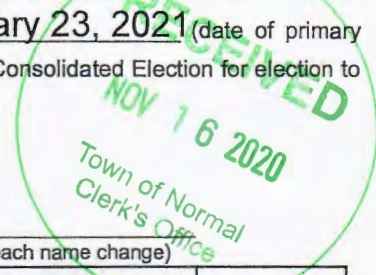 ary 23, 2021 (date of primary
Consolidated Election for election to
RECEIVED
NOV 16 2020
Town of Normal
Clerk's Office
each name change)